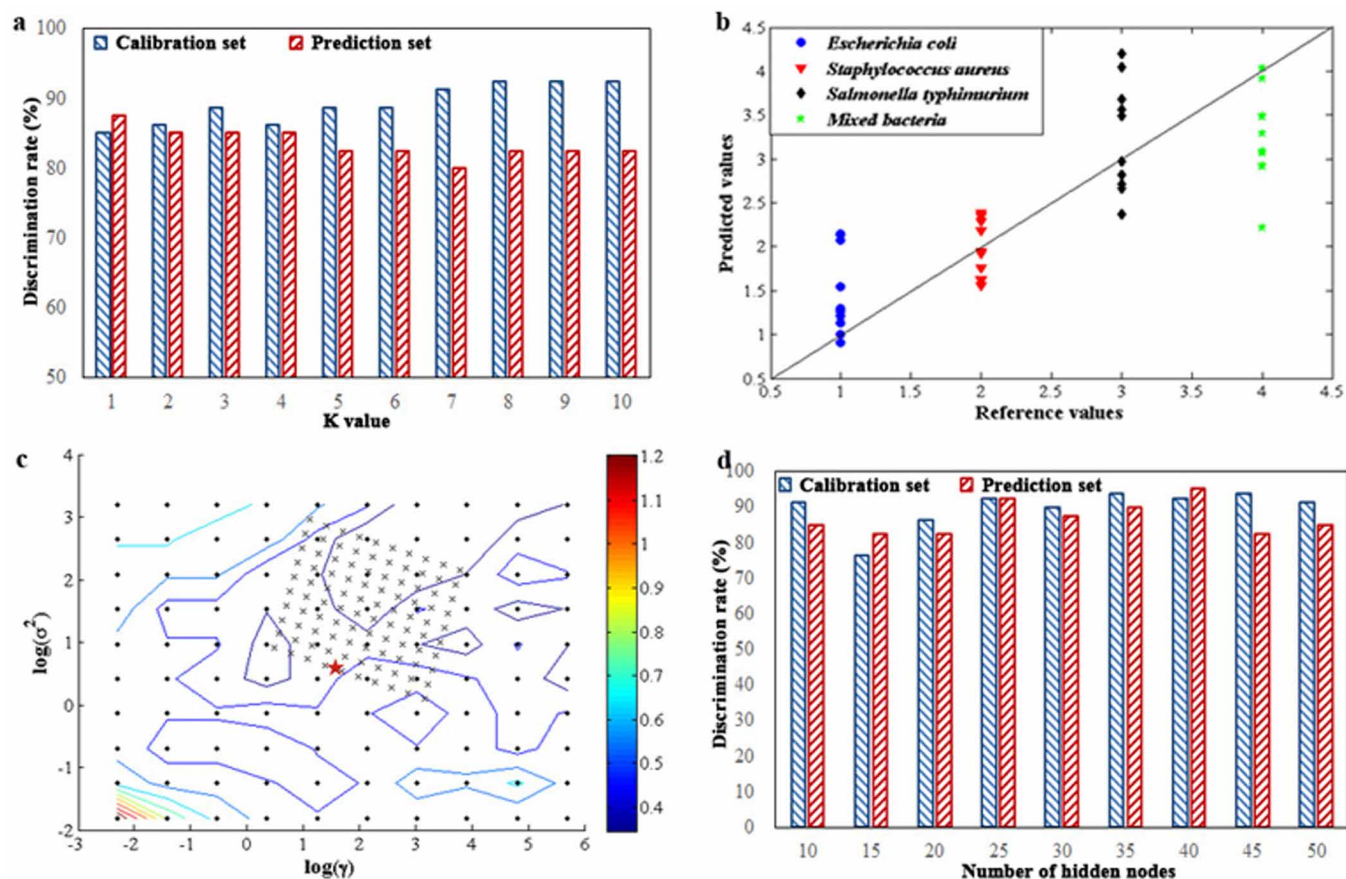 a
Calibration set
Prediction set
100
90
80
70
60
50
Discrimination rate (%)
1 2 3 4 5 6 7 8 9 10
K value
b
Escherichia coli
Staphylococcus aureus
Salmonella typhimurium
Mixed bacteria
4.5
4
3.5
3
2.5
2
1.5
1
0.5
Predicted values
0.5 1 1.5 2 2.5 3 3.5 4 4.5
Reference values
c
4
3
2
1
0
-1
-2
log(σ²)
-3 -2 -1 0 1 2 3 4 5 6
log(γ)
1.2
1.1
1
0.9
0.8
0.7
0.6
0.5
0.4
d
Calibration set
Prediction set
100
90
80
70
60
50
40
30
20
10
0
Discrimination rate (%)
10 15 20 25 30 35 40 45 50
Number of hidden nodes